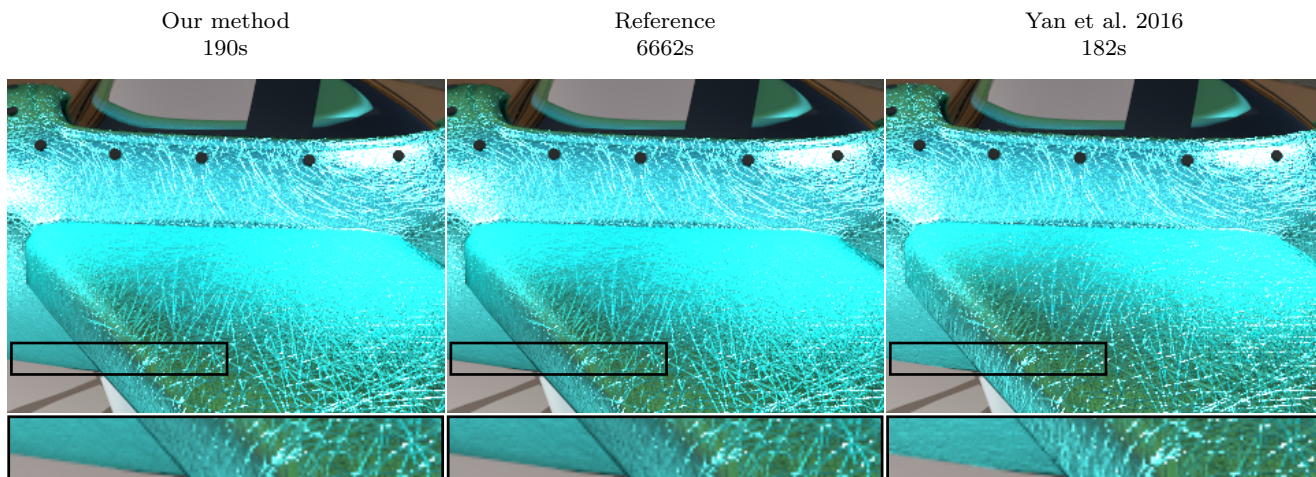 Our method
190s
Reference
6662s
Yan et al. 2016
182s